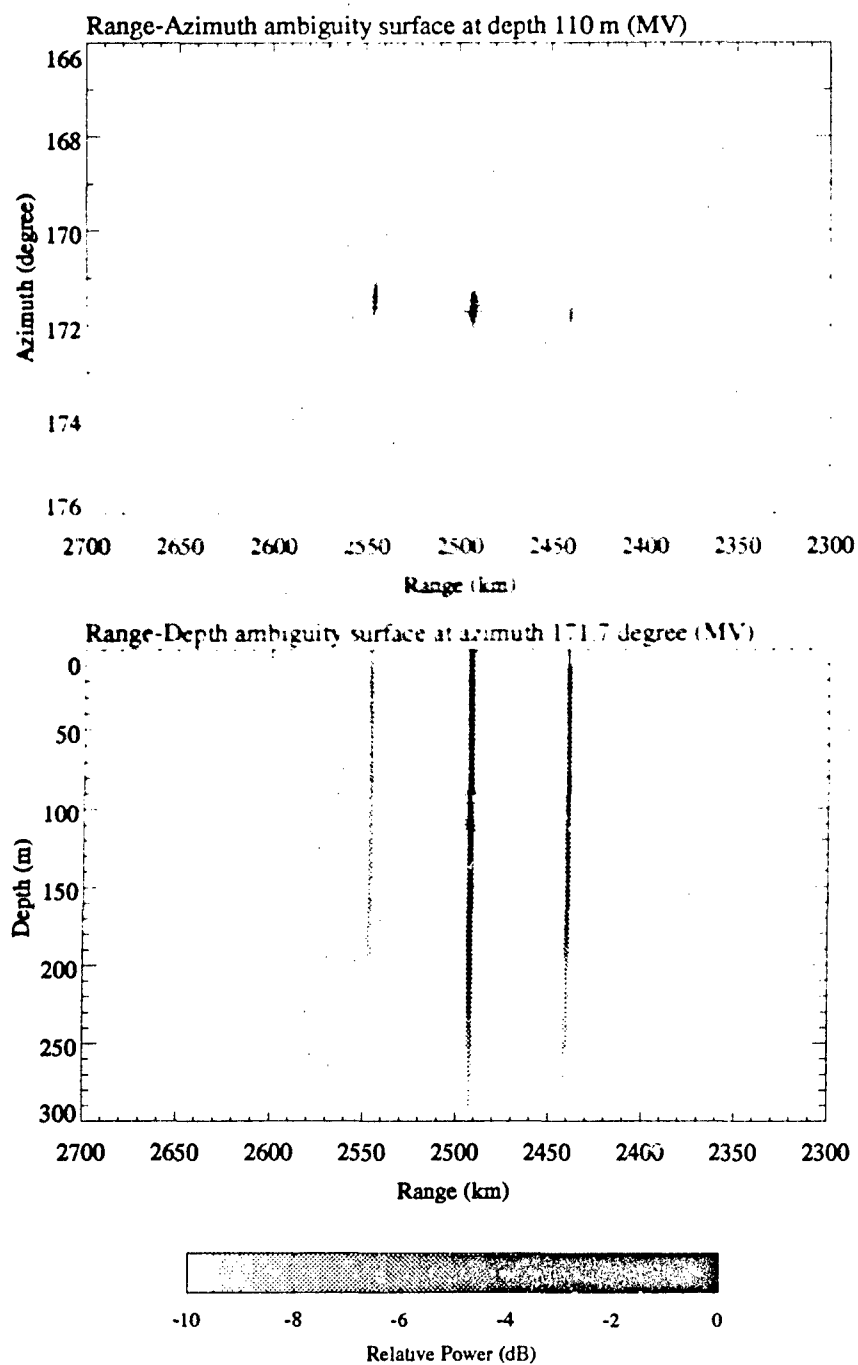 Range-Azimuth ambiguity surface at depth 110 m (MV)
166
168
170
172
174
176
Azimuth (degree)
2700 2650 2600 2550 2500 2440 2400 2350 2300
Range (km)
Range-Depth ambiguity surface at azimuth 171.7 degree (MV)
0
50
100
150
200
250
300
Depth (m)
2700 2650 2600 2550 2500 2440 2400 2350 2300
Range (km)
-10 -8 -6 -4 -2 0
Relative Power (dB)